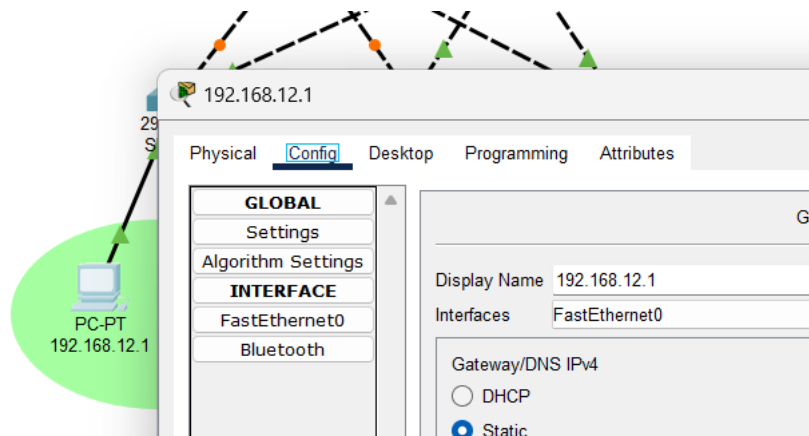 192.168.12.1
29
S
Physical Config Desktop Programming Attributes
GLOBAL
Settings
Algorithm Settings
INTERFACE
FastEthernet0
Bluetooth
G
Display Name 192.168.12.1
Interfaces FastEthernet0
Gateway/DNS IPv4
DHCP
Static
PC-PT
192.168.12.1